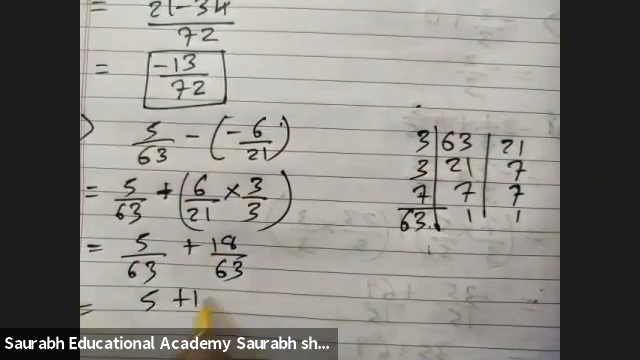 = 21-34/72
= -13/72
) 5/63 - (-6/21)
= 5/63 + (6/21 × 3/3)
= 5/63 + 18/63
= 5 + 1
3 | 63 | 21
3 | 21 | 7
7 | 7 | 7
63 | 1 | 1
Saurabh Educational Academy Saurabh sh...